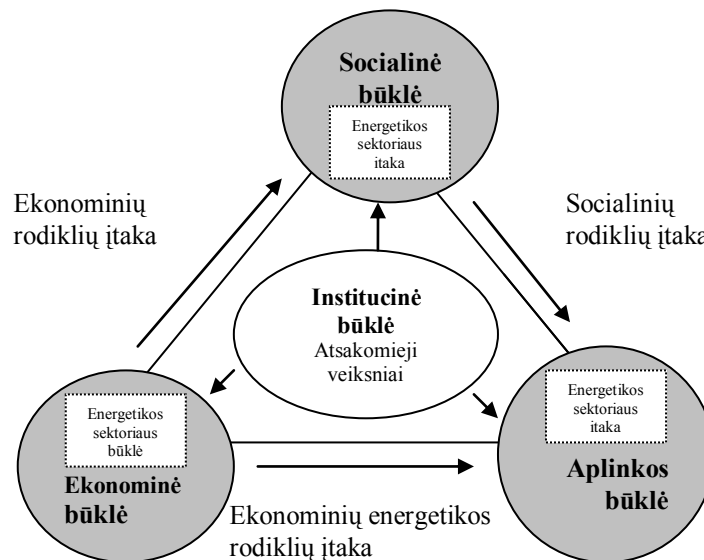 Socialinė
būklė
Energetikos
sektoriaus
itaka
Ekonominių
rodiklių įtaka
Socialinių
rodiklių įtaka
Institucinė
būklė
Atsakomieji
veiksniai
Energetikos
sektoriaus
būklė
Ekonominė
būklė
Energetikos
sektoriaus
itaka
Aplinkos
būklė
Ekonominių energetikos
rodiklių įtaka